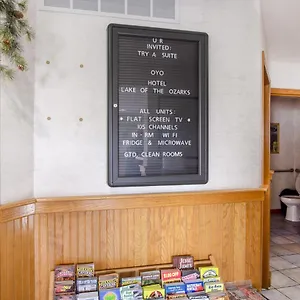 U R
INVITED:
TRY A SUITE
OYO
HOTEL
LAKE OF THE OZARKS
ALL UNITS:
* FLAT SCREEN TV *
105 CHANNELS
IN - RM WI FI
FRIDGE & MICROWAVE
GTD. CLEAN ROOMS